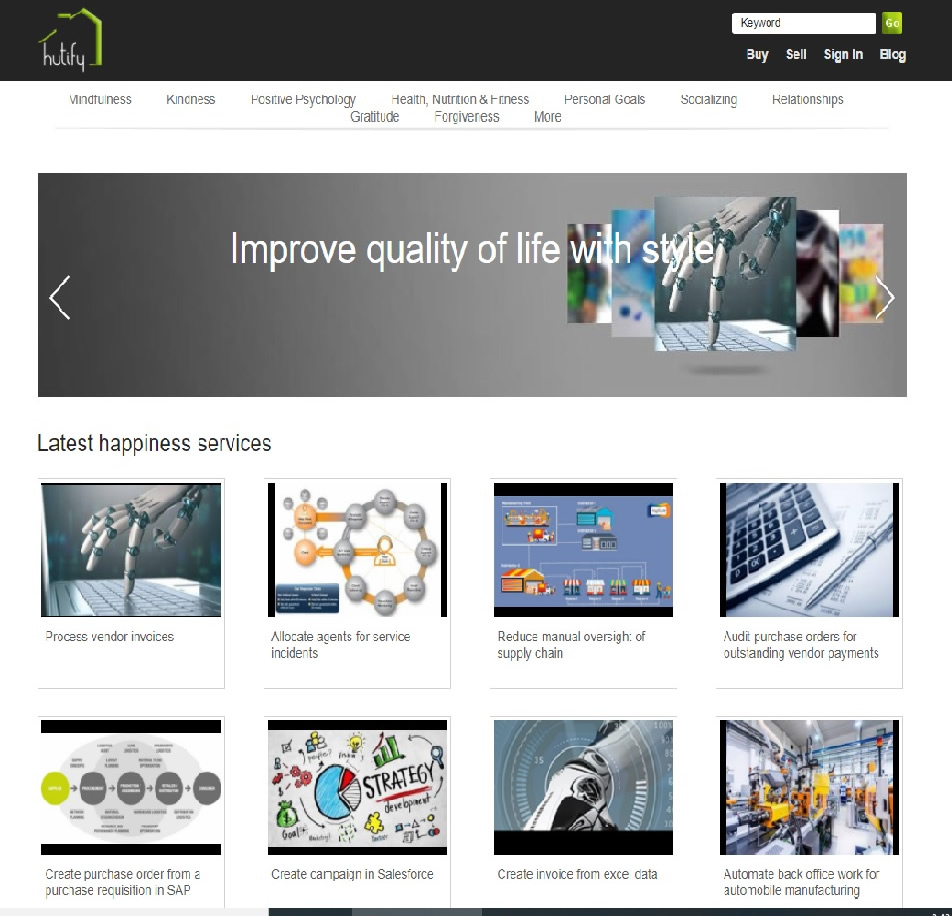 hutify
Keyword Go
Buy Sell Sign In Blog
Mindfulness Kindness Positive Psychology Health, Nutrition & Fitness Personal Goals Socializing Relationships
Gratitude Forgiveness More
Improve quality of life with style
Latest happiness services
Process vendor invoices
Allocate agents for service
incidents
Reduce manual oversight of
supply chain
Audit purchase orders for
outstanding vendor payments
STRATEGY
development
Goal
Create purchase order from a
purchase requisition in SAP
Create campaign in Salesforce
Create invoice from excel data
Automate back office work for
automobile manufacturing